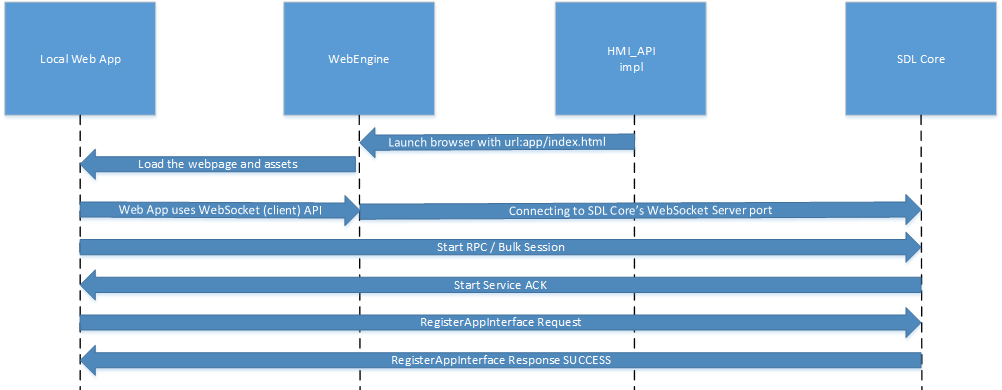 Local Web App
WebEngine
HMI_API
impl
SDL Core
Launch browser with url:app/index.html
Load the webpage and assets
Web App uses WebSocket (client) API
Connecting to SDL Core’s WebSocket Server port
Start RPC / Bulk Session
Start Service ACK
RegisterAppInterface Request
RegisterAppInterface Response SUCCESS